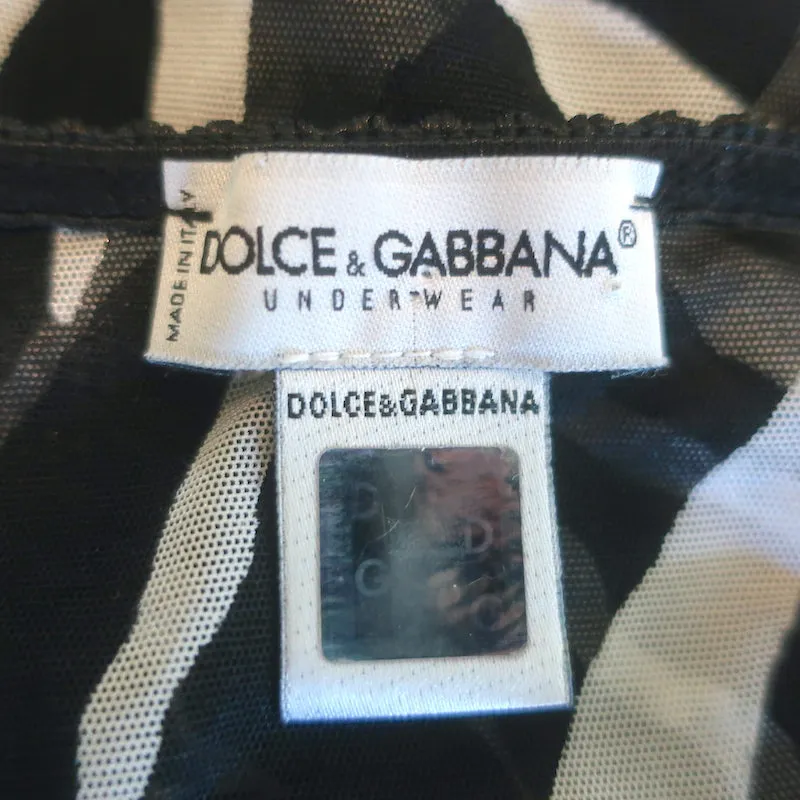 MADE IN ITALY
DOLCE & GABBANA®
UNDERWEAR
DOLCE&GABBANA
D
D
G
G